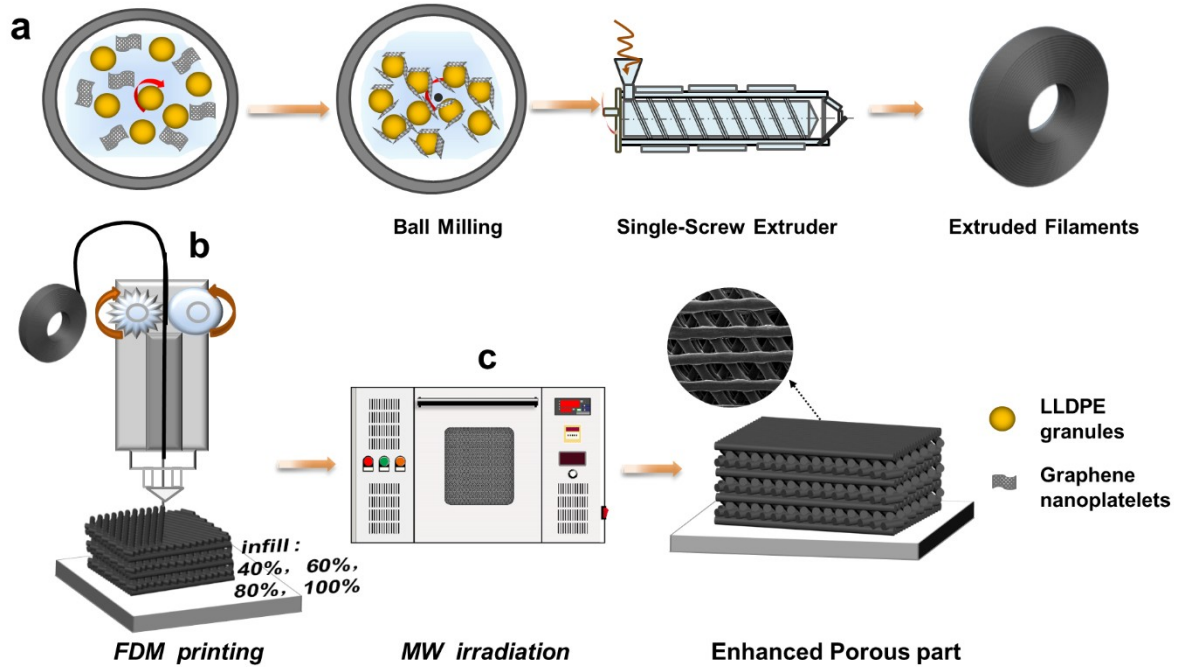 a
Ball Milling
Single-Screw Extruder
Extruded Filaments
b
c
LLDPE
granules
Graphene
nanoplatelets
infill :
40%, 60%,
80%, 100%
FDM printing
MW irradiation
Enhanced Porous part